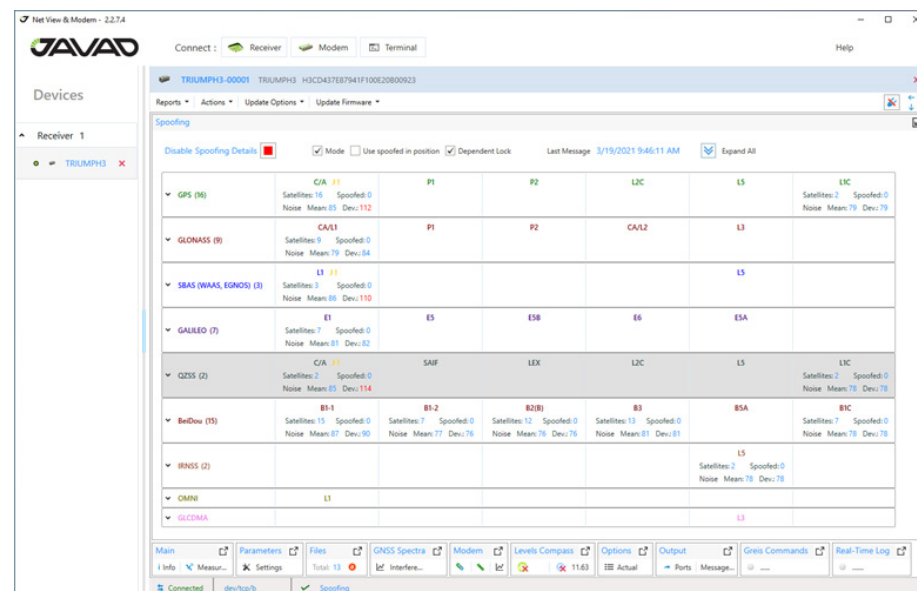 Net View & Modem - 2.2.7.4
JAVAD Connect : Receiver Modem Terminal Help
Devices
TRIUMPH3-00001 TRIUMPH3 H3CD437E87941F100E20B00923
Reports Actions Update Options Update Firmware
Receiver 1
TRIUMPH3
Spoofing
Disable Spoofing Details Mode Use spoofed in position Dependent Lock Last Message 3/19/2021 9:46:11 AM Expand All
C/A P1 P2 L2C L5 L1C
GPS (16) Satellites: 16 Spoofed: 0 Satellites: 2 Spoofed: 0
Noise Mean: 85 Dev.: 112 Noise Mean: 79 Dev.: 79
CA/L1 P1 P2 CA/L2 L3
GLONASS (9) Satellites: 9 Spoofed: 0
Noise Mean: 79 Dev.: 84
L1 L5
SBAS (WAAS, EGNOS) (3) Satellites: 3 Spoofed: 0
Noise Mean: 86 Dev.: 110
E1 E5 E5B E6 E5A
GALILEO (7) Satellites: 7 Spoofed: 0
Noise Mean: 81 Dev.: 82
C/A SAIF LEX L2C L5 L1C
QZSS (2) Satellites: 2 Spoofed: 0 Satellites: 2 Spoofed: 0
Noise Mean: 85 Dev.: 114 Noise Mean: 78 Dev.: 78
B1-1 B1-2 B2(B) B3 B5A B1C
BeiDou (15) Satellites: 15 Spoofed: 0 Satellites: 7 Spoofed: 0 Satellites: 12 Spoofed: 0 Satellites: 13 Spoofed: 0 Satellites: 7 Spoofed: 0
Noise Mean: 87 Dev.: 90 Noise Mean: 77 Dev.: 76 Noise Mean: 76 Dev.: 76 Noise Mean: 81 Dev.: 81 Noise Mean: 78 Dev.: 78
L5
IRNSS (2) Satellites: 2 Spoofed: 0
Noise Mean: 78 Dev.: 78
OMNI L1
GLCDMA L3
Main Parameters Files GNSS Spectra Modem Levels Compass Options Output Greis Commands Real-Time Log
Info Measur... Settings Total: 13 Interfere... 11.63 Actual Ports Message...
Connected dev/tcp/b Spoofing